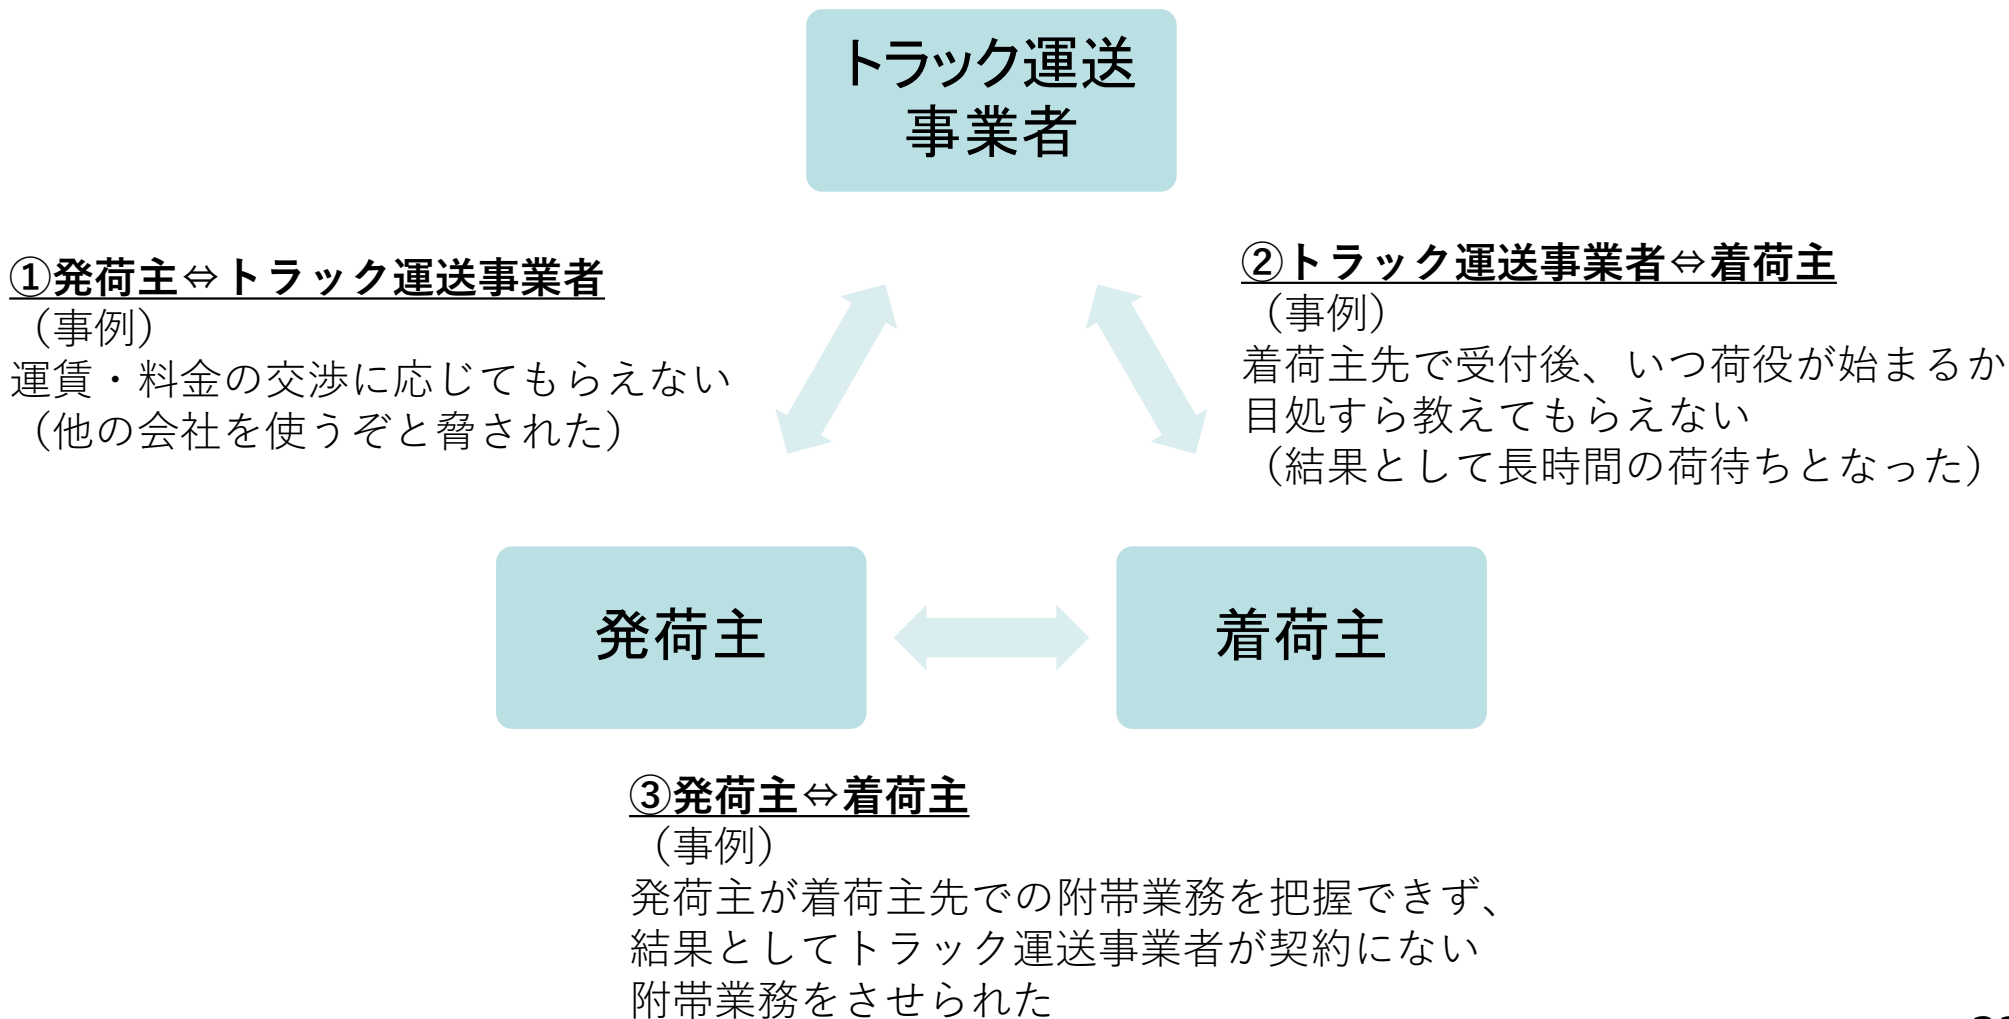 トラック運送
事業者
①発荷主⇔トラック運送事業者
（事例）
運賃・料金の交渉に応じてもらえない
（他の会社を使うぞと脅された）
②トラック運送事業者⇔着荷主
（事例）
着荷主先で受付後、いつ荷役が始まるか
目処すら教えてもらえない
（結果として長時間の荷待ちとなった）
発荷主
着荷主
③発荷主⇔着荷主
（事例）
発荷主が着荷主先での附帯業務を把握できず、
結果としてトラック運送事業者が契約にない
附帯業務をさせられた